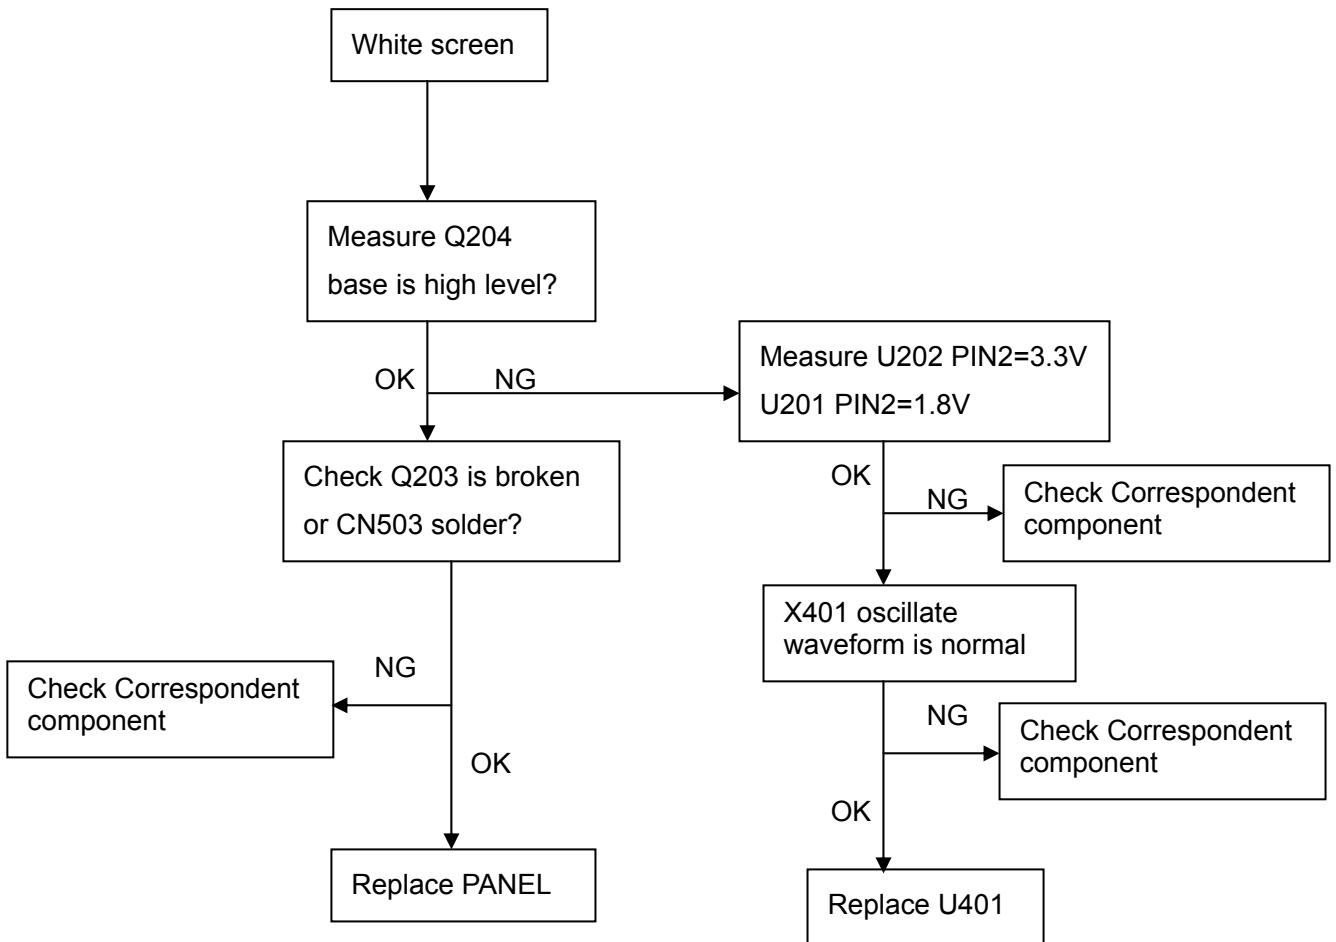 White screen
Measure Q204
base is high level?
OK
NG
Measure U202 PIN2=3.3V
U201 PIN2=1.8V
Check Q203 is broken
or CN503 solder?
OK
NG
Check Correspondent
component
X401 oscillate
waveform is normal
NG
Check Correspondent
component
OK
NG
Check Correspondent
component
OK
Replace PANEL
Replace U401